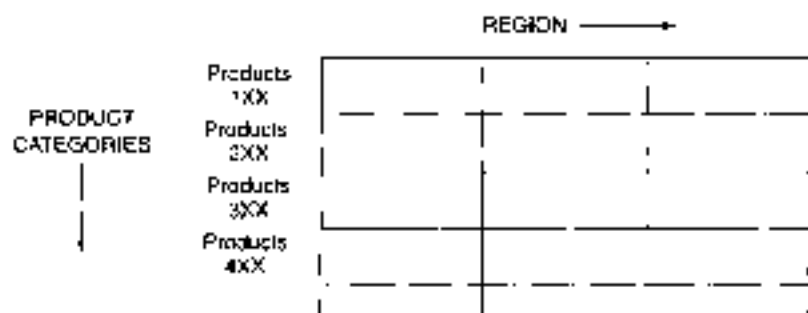 REGION
Products
1XX
PRODUCT
CATEGORIES
Products
2XX
Products
3XX
Products
4XX